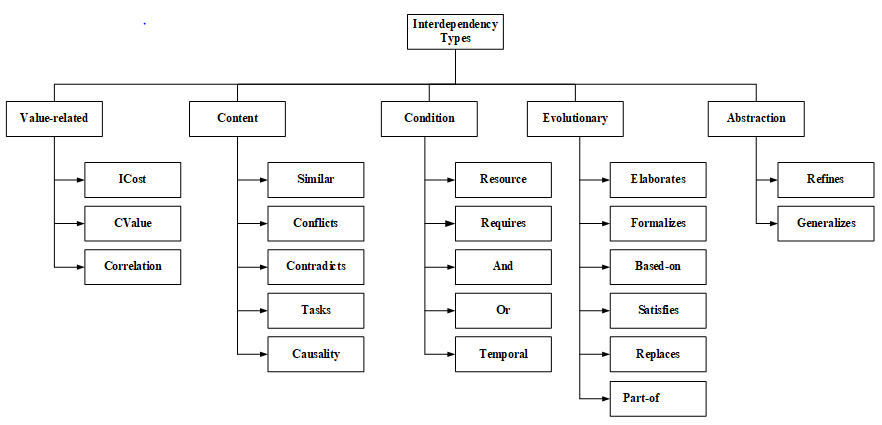 Interdependency
Types
Value-related
Content
Condition
Evolutionary
Abstraction
ICost
Similar
Resource
Elaborates
Refines
CValue
Conflicts
Requires
Formalizes
Generalizes
Correlation
Contradicts
And
Based-on
Tasks
Or
Satisfies
Causality
Temporal
Replaces
Part-of